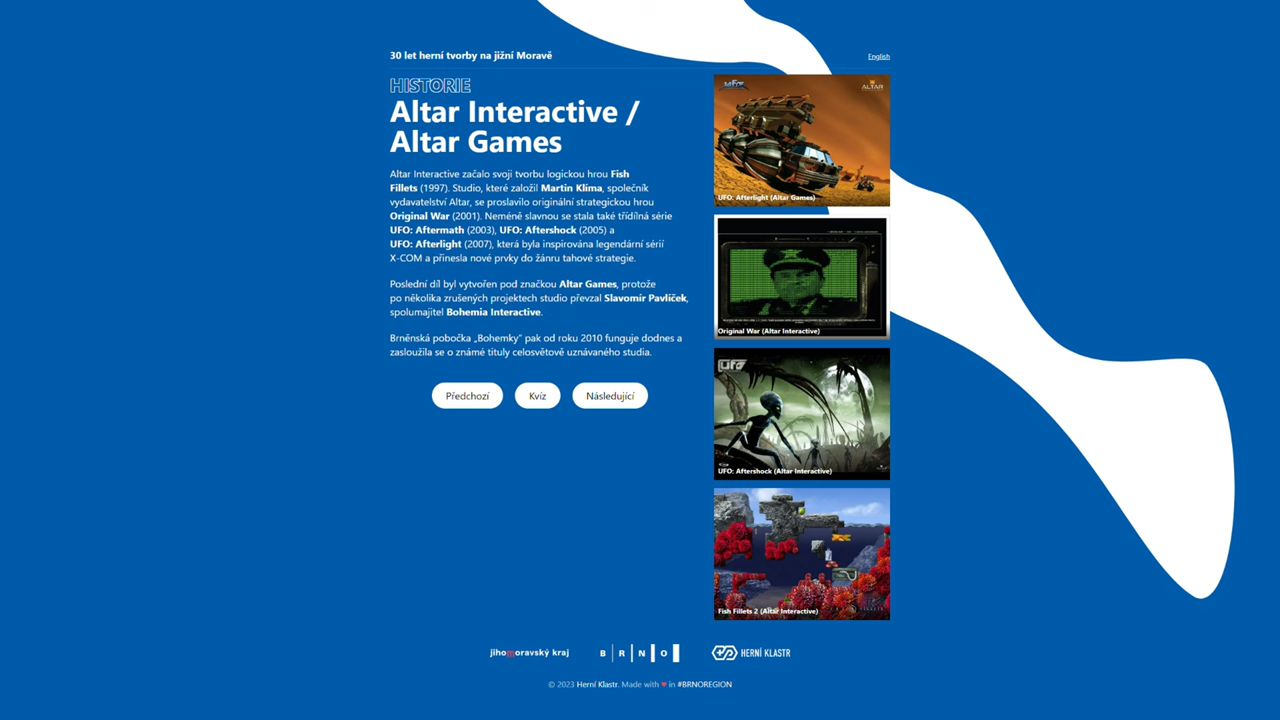 30 let herní tvorby na jižní Moravě
English
HISTORIE
Altar Interactive /
Altar Games
Altar Interactive začalo svoji tvorbu logickou hrou Fish
Fillets (1997). Studio, které založil Martin Klíma, společník
vydavatelství Altar, se proslavilo originální strategickou hrou
Original War (2001). Neméně slavnou se stala také třídílná série
UFO: Aftermath (2003), UFO: Aftershock (2005) a
UFO: Afterlight (2007), která byla inspirována legendární sérií
X-COM a přinesla nové prvky do žánru tahové strategie.
Poslední díl byl vytvořen pod značkou Altar Games, protože
po několika zrušených projektech studio převzal Slavomír Pavlíček,
spolumajitel Bohemia Interactive.
Brněnská pobočka „Bohemky" pak od roku 2010 funguje dodnes a
zasloužila se o známé tituly celosvětově uznávaného studia.
Předchozí
Kvíz
Následující
UFO
ALTAR
UFO: Afterlight (Altar Games)
Original War (Altar Interactive)
UFO
UFO: Aftershock (Altar Interactive)
Fish Fillets 2 (Altar Interactive)
jihomoravský kraj
BRNO
HERNÍ KLASTR
© 2023 Herní Klastr. Made with ♥ in #BRNOREGION